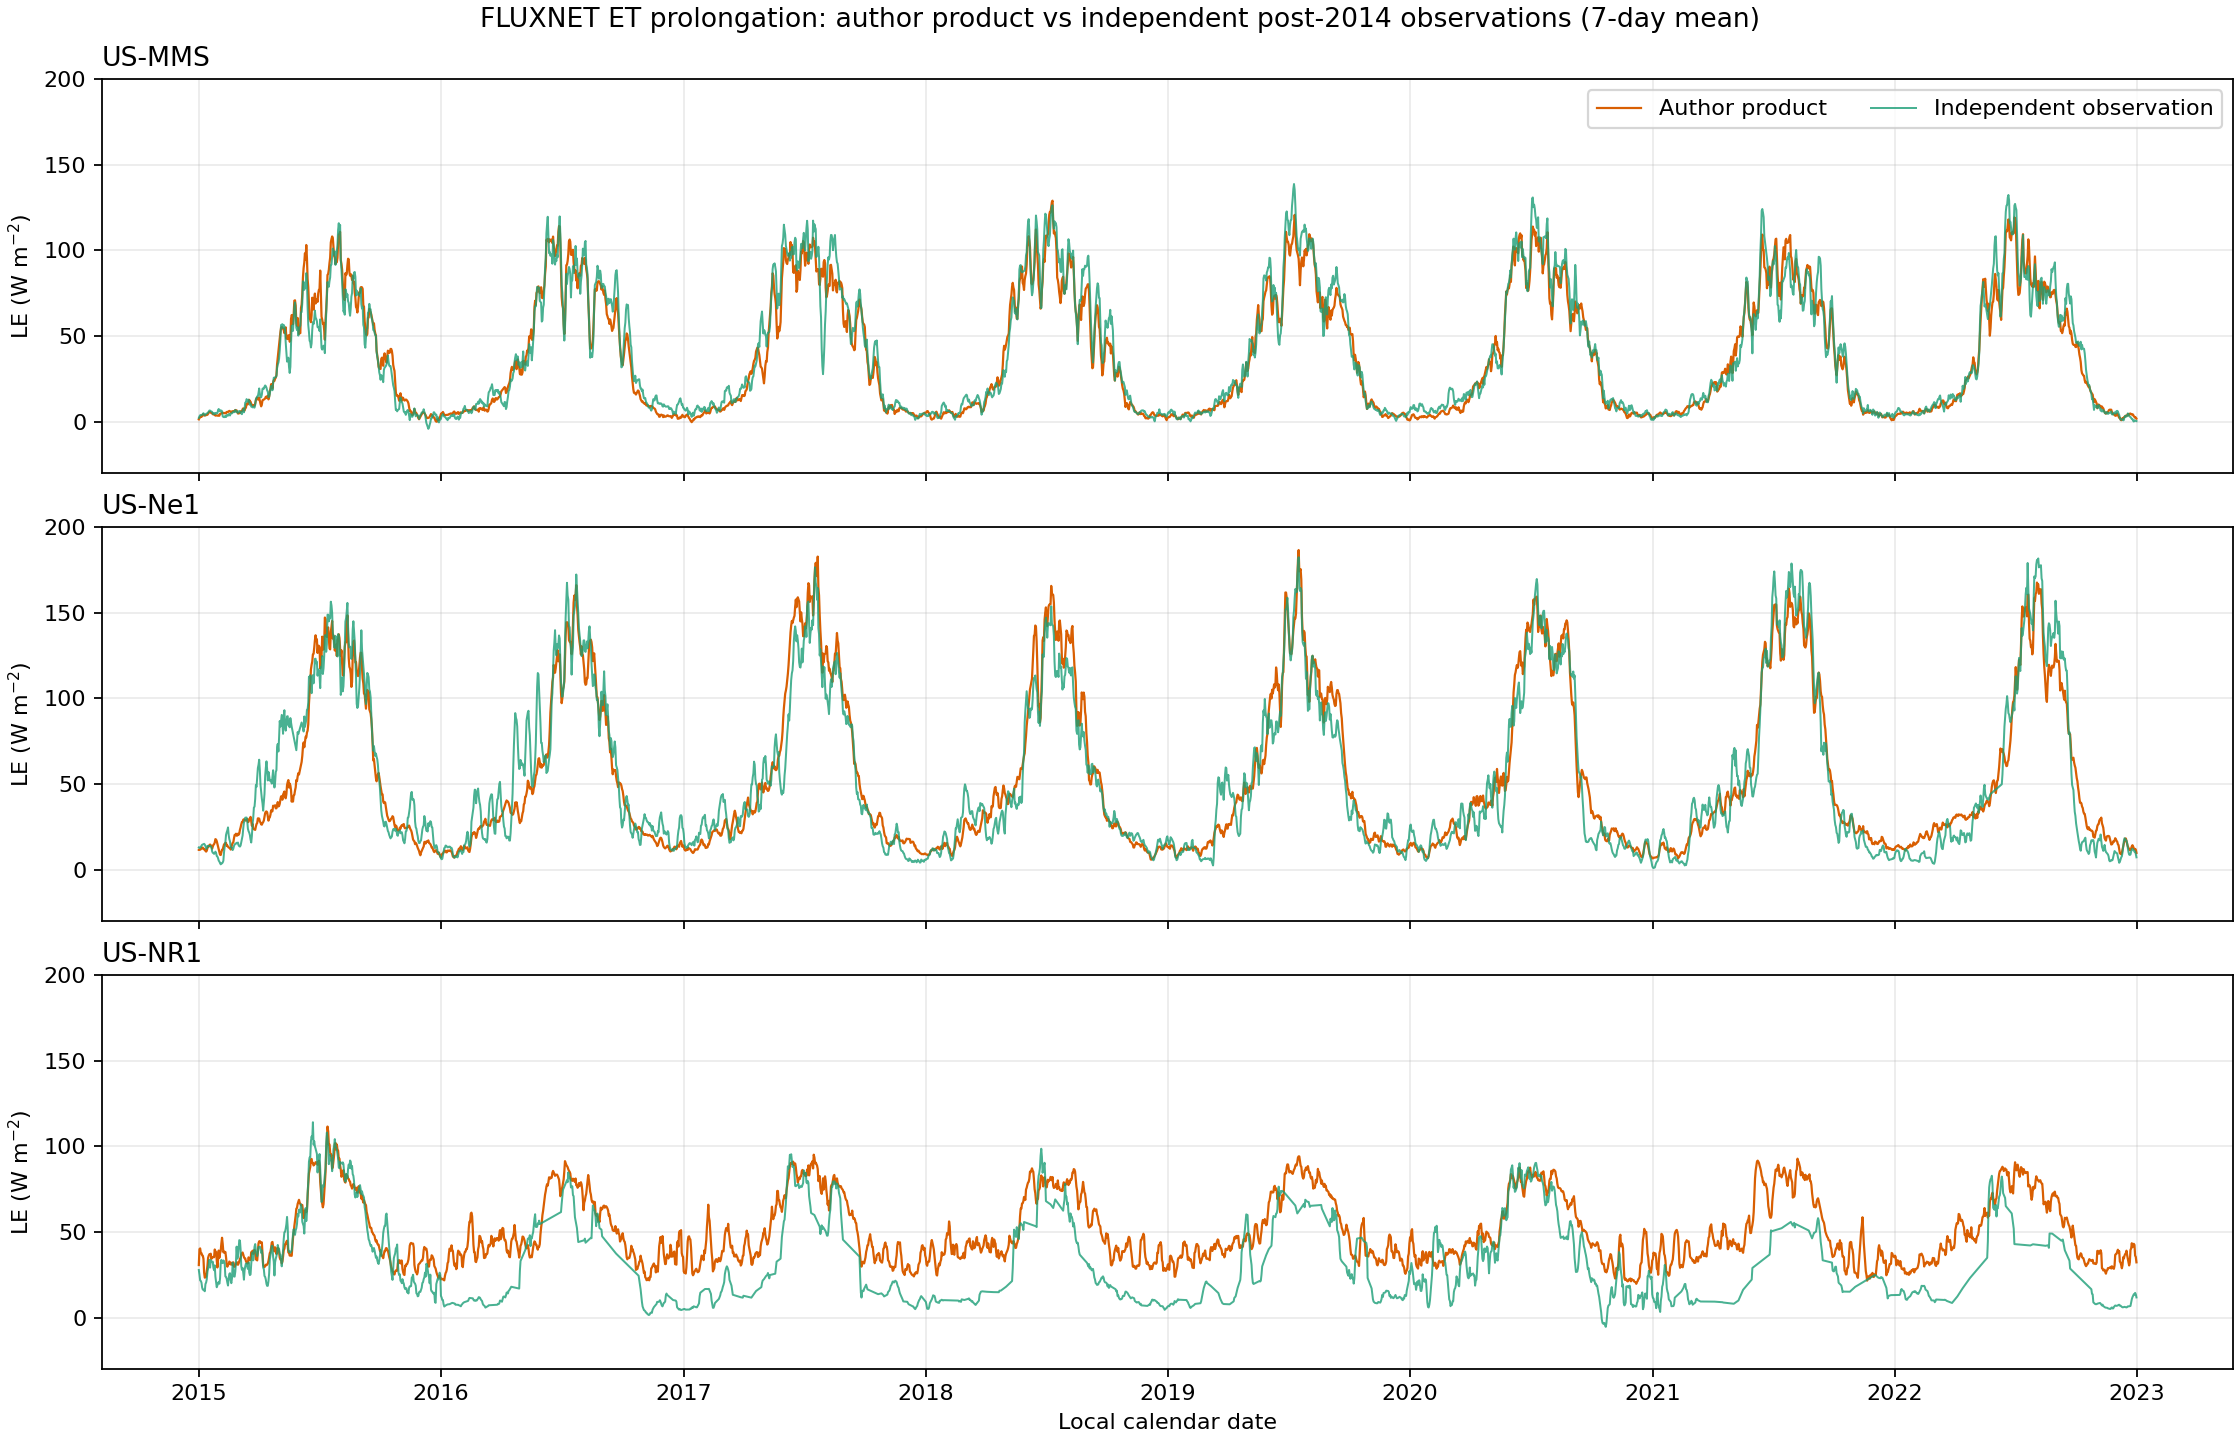 FLUXNET ET prolongation: author product vs independent post-2014 observations (7-day mean)
US-MMS
200
150
100
50
0
LE (W m⁻²)
Author product
Independent observation
US-Ne1
200
150
100
50
0
LE (W m⁻²)
US-NR1
200
150
100
50
0
LE (W m⁻²)
2015 2016 2017 2018 2019 2020 2021 2022 2023
Local calendar date